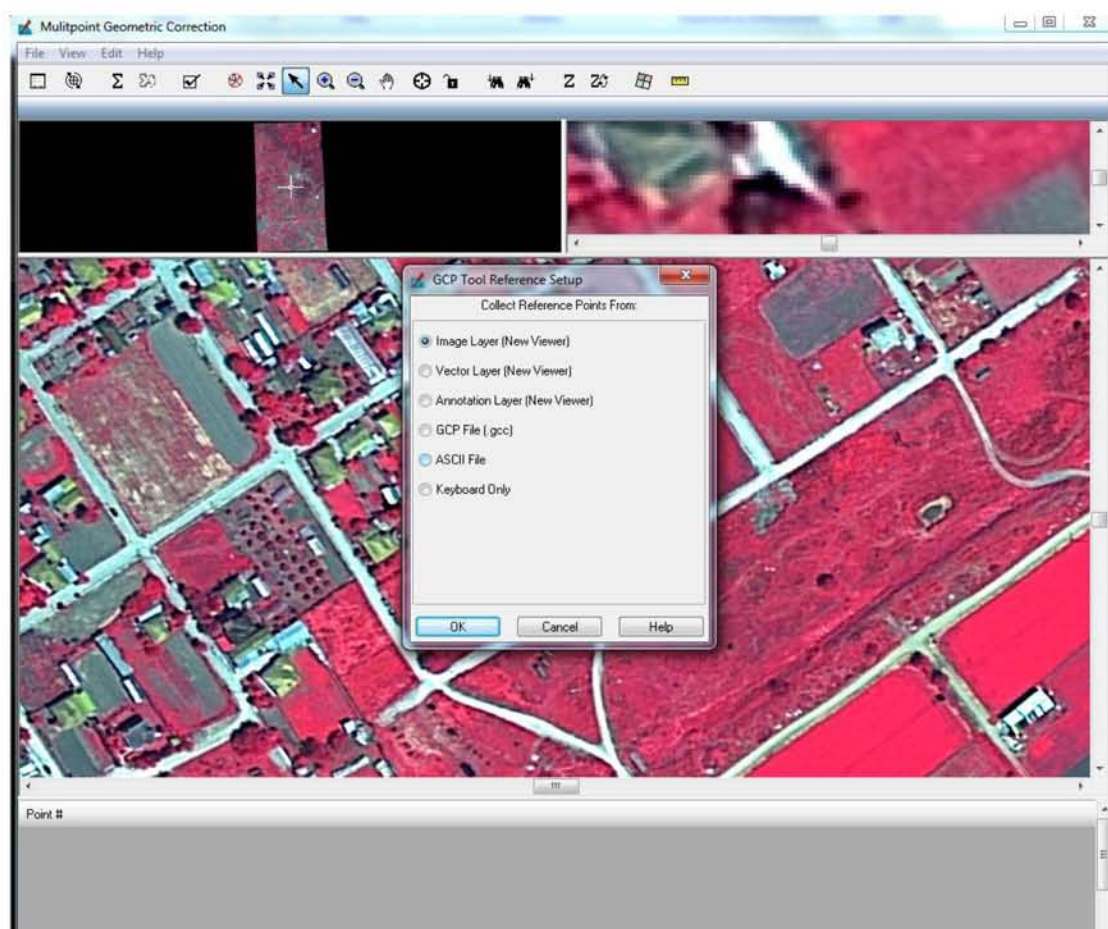 Mulitpoint Geometric Correction
File View Edit Help
Σ Z Z
GCP Tool Reference Setup
Collect Reference Points From:
Image Layer (New Viewer)
Vector Layer (New Viewer)
Annotation Layer (New Viewer)
GCP File (.gcc)
ASCII File
Keyboard Only
OK Cancel Help
Point #